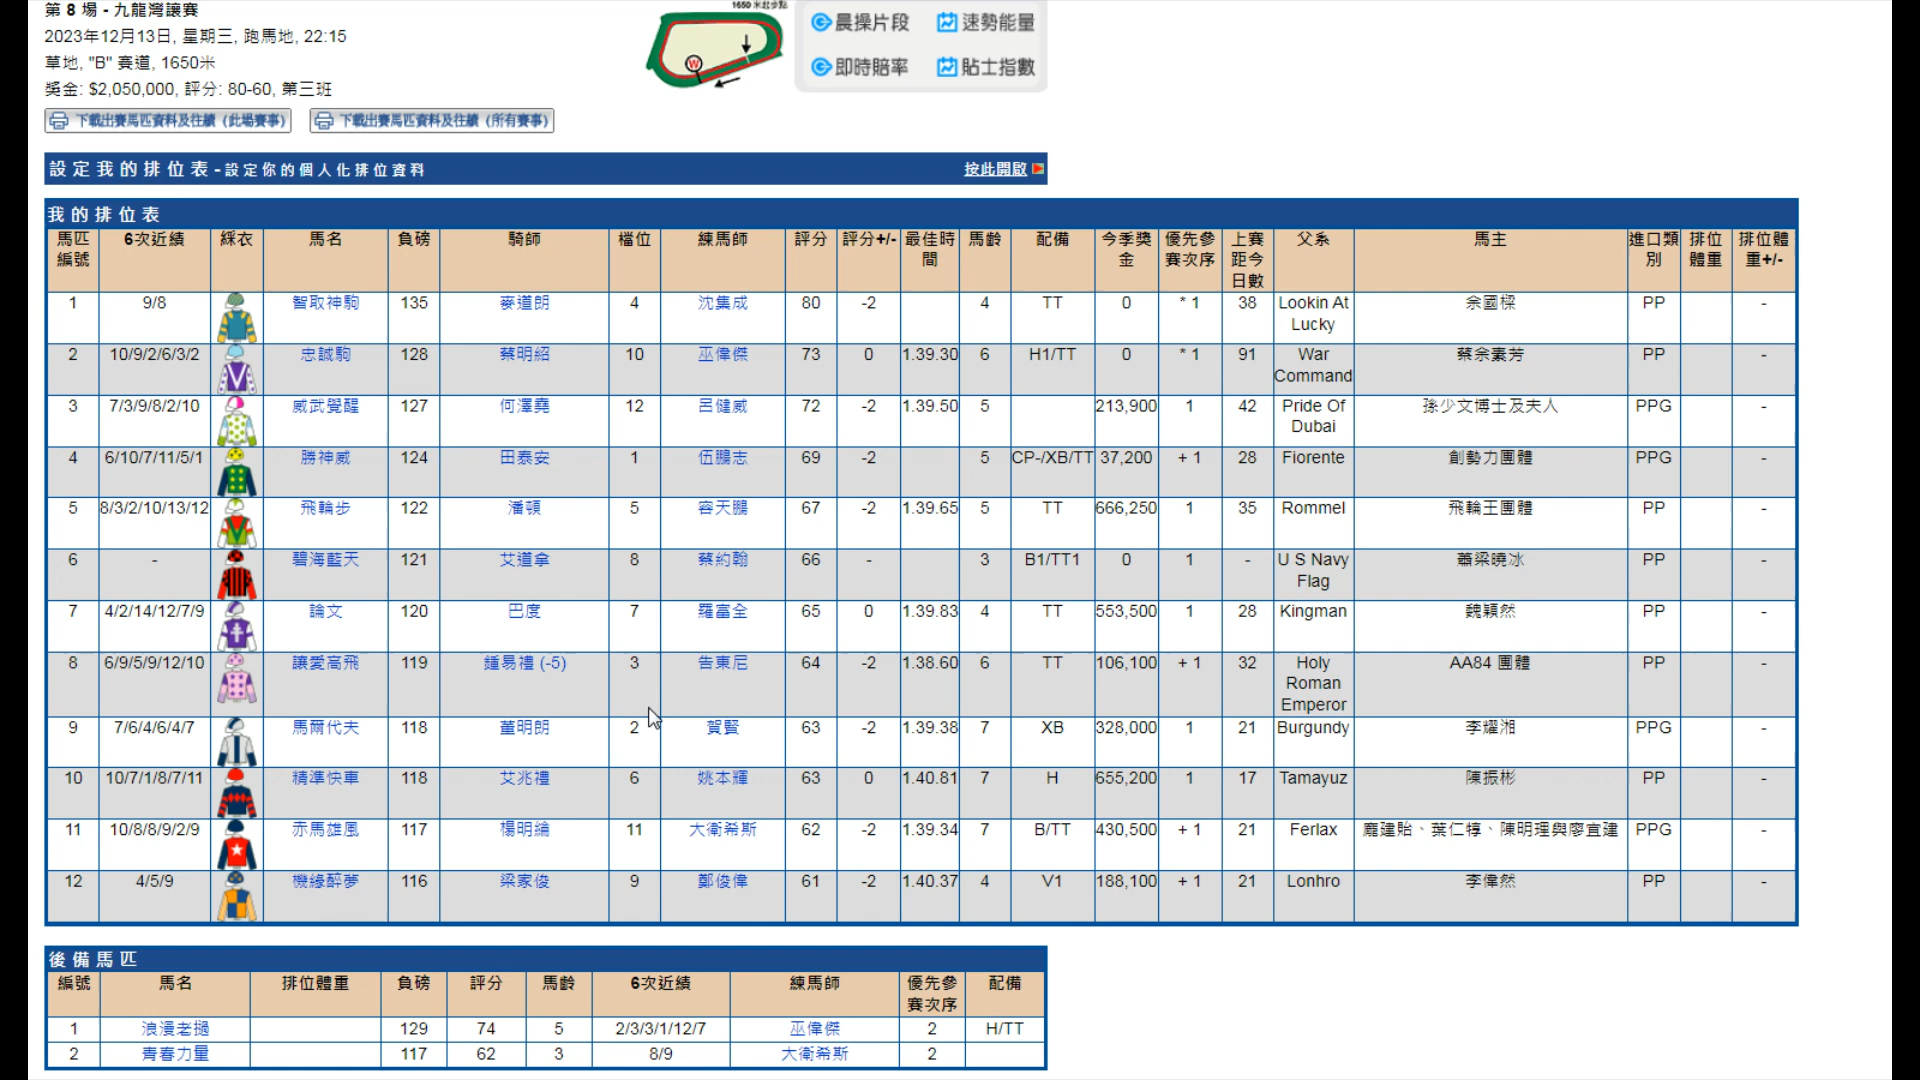 第 8 場 - 九龍灣讓賽
2023年12月13日, 星期三, 跑馬地, 22:15
草地, "B" 賽道, 1650米
獎金: $2,050,000, 評分: 80-60, 第三班
1650 米起步點
W
晨操片段 速勢能量
即時賠率 貼士指數
下載出賽馬匹資料及往績 (此場賽事) 下載出賽馬匹資料及往績 (所有賽事)
設定我的排位表-設定你的個人化排位資料 按此開啟
我的排位表
馬匹編號 6次近績 綵衣 馬名 負磅 騎師 檔位 練馬師 評分 評分+/- 最佳時間 馬齡 配備 今季獎金 優先參賽次序 上賽距今日數 父系 馬主 進口類別 排位體重 排位體重+/-
1 9/8 智取神駒 135 麥道朗 4 沈集成 80 -2 4 TT 0 * 1 38 Lookin At Lucky 余國樑 PP -
2 10/9/2/6/3/2 忠誠駒 128 蔡明紹 10 巫偉傑 73 0 1.39.30 6 H1/TT 0 * 1 91 War Command 蔡余素芳 PP -
3 7/3/9/8/2/10 威武覺醒 127 何澤堯 12 呂健威 72 -2 1.39.50 5 213,900 1 42 Pride Of Dubai 孫少文博士及夫人 PPG -
4 6/10/7/11/5/1 勝神威 124 田泰安 1 伍鵬志 69 -2 5 CP-/XB/TT 37,200 + 1 28 Fiorente 創勢力團體 PPG -
5 8/3/2/10/13/12 飛輪步 122 潘頓 5 容天鵬 67 -2 1.39.65 5 TT 666,250 1 35 Rommel 飛輪王團體 PP -
6 - 碧海藍天 121 艾道拿 8 蔡約翰 66 - 3 B1/TT1 0 1 - U S Navy Flag 蕭梁曉冰 PP -
7 4/2/14/12/7/9 論文 120 巴度 7 羅富全 65 0 1.39.83 4 TT 553,500 1 28 Kingman 魏穎然 PP -
8 6/9/5/9/12/10 讓愛高飛 119 鍾易禮 (-5) 3 告東尼 64 -2 1.38.60 6 TT 106,100 + 1 32 Holy Roman Emperor AA84 團體 PP -
9 7/6/4/6/4/7 馬爾代夫 118 董明朗 2 賀賢 63 -2 1.39.38 7 XB 328,000 1 21 Burgundy 李耀湘 PPG -
10 10/7/1/8/7/11 精準快車 118 艾兆禮 6 姚本輝 63 0 1.40.81 7 H 655,200 1 17 Tamayuz 陳振彬 PP -
11 10/8/8/9/2/9 赤馬雄風 117 楊明綸 11 大衛希斯 62 -2 1.39.34 7 B/TT 430,500 + 1 21 Ferlax 龐建貽、葉仁犉、陳明理與廖宜建 PPG -
12 4/5/9 機緣醉夢 116 梁家俊 9 鄭俊偉 61 -2 1.40.37 4 V1 188,100 + 1 21 Lonhro 李偉然 PP -
後備馬匹
編號 馬名 排位體重 負磅 評分 馬齡 6次近績 練馬師 優先參賽次序 配備
1 浪漫老撾 129 74 5 2/3/3/1/12/7 巫偉傑 2 H/TT
2 青春力量 117 62 3 8/9 大衛希斯 2